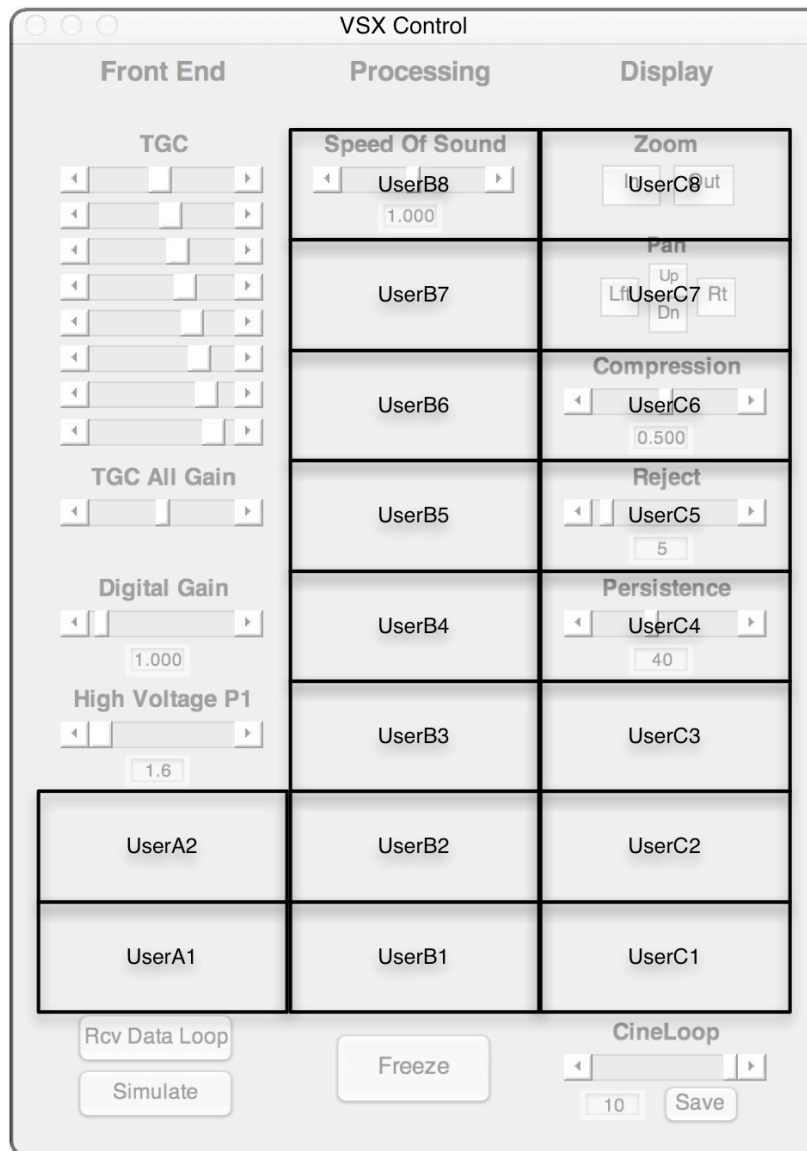 VSX Control
Front End Processing Display
TGC
Speed Of Sound
UserB8
1.000
Zoom
In Out
UserC8
UserB7
Pan
Up
Lft Rt
UserC7
Dn
UserB6
Compression
UserC6
0.500
TGC All Gain
UserB5
Reject
UserC5
5
Digital Gain
1.000
UserB4
Persistence
UserC4
40
High Voltage P1
1.6
UserB3
UserC3
UserA2 UserB2 UserC2
UserA1 UserB1 UserC1
Rcv Data Loop
Simulate
Freeze
CineLoop
10 Save